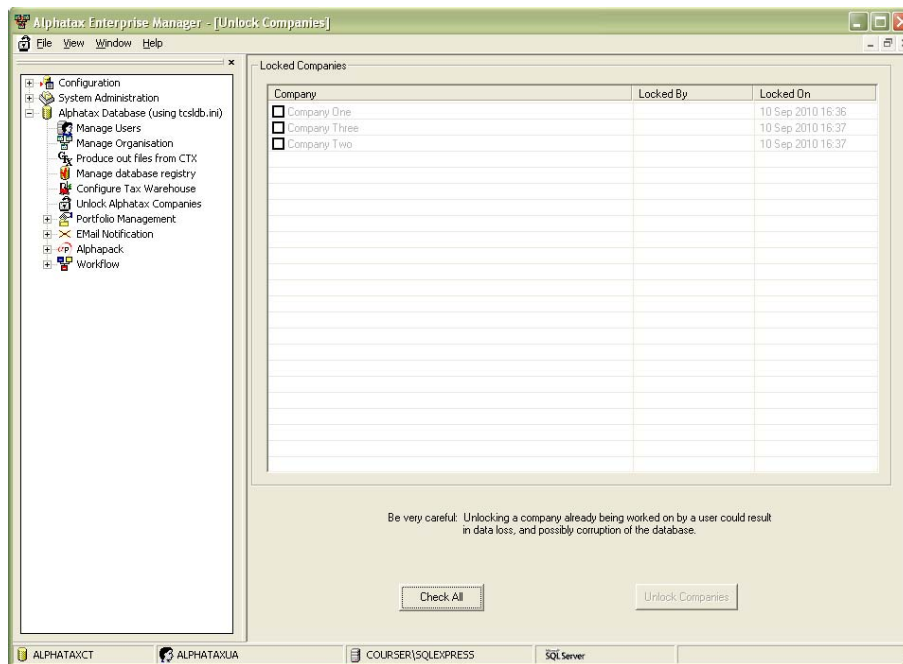 Alphatax Enterprise Manager - [Unlock Companies]
File View Window Help
Configuration
System Administration
Alphatax Database (using tcsldb.ini)
Manage Users
Manage Organisation
Produce out files from CTX
Manage database registry
Configure Tax Warehouse
Unlock Alphatax Companies
Portfolio Management
EMail Notification
Alphapack
Workflow
Locked Companies
Company Locked By Locked On
Company One 10 Sep 2010 16:36
Company Three 10 Sep 2010 16:37
Company Two 10 Sep 2010 16:37
Be very careful: Unlocking a company already being worked on by a user could result
in data loss, and possibly corruption of the database.
Check All Unlock Companies
ALPHATAXCT ALPHATAXUA COURSER\SQLEXPRESS SQL Server